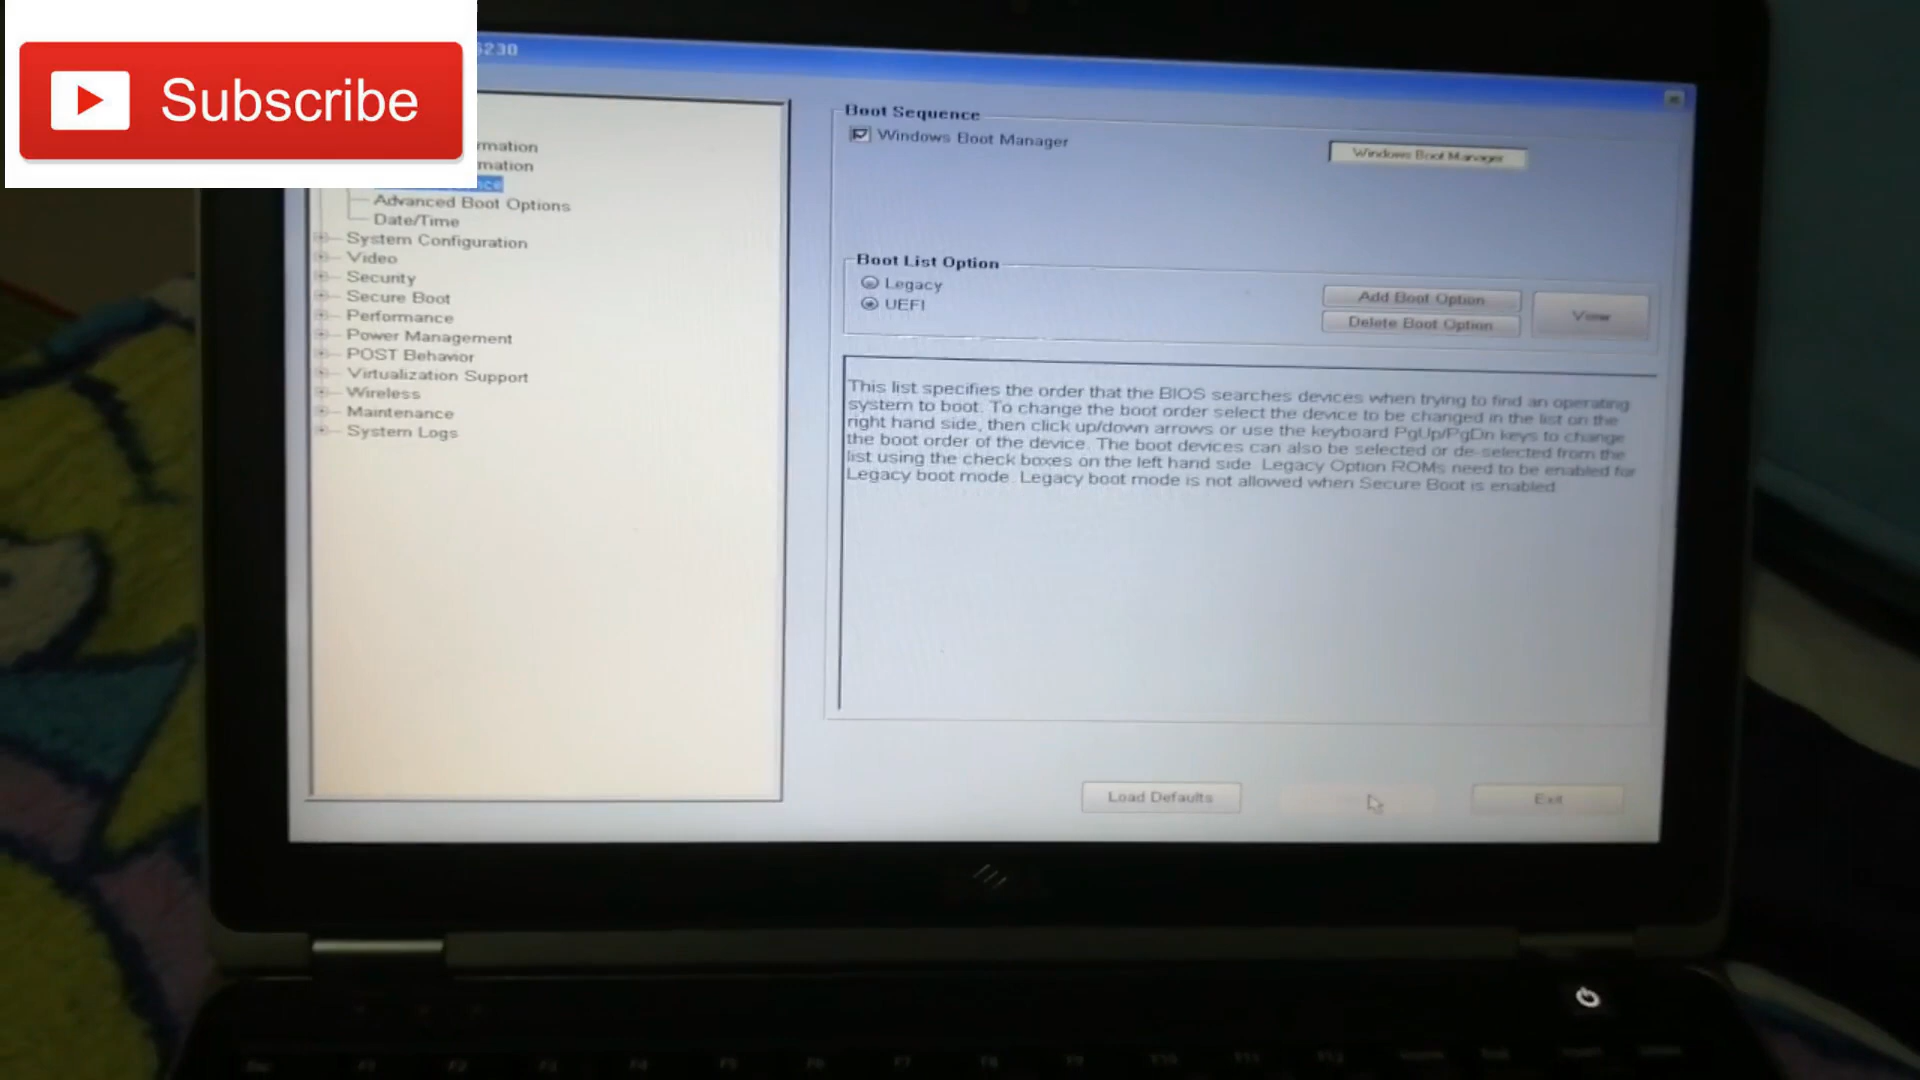 Subscribe
6230
rmation
mation
Advanced Boot Options
Date/Time
System Configuration
Video
Security
Secure Boot
Performance
Power Management
POST Behavior
Virtualization Support
Wireless
Maintenance
System Logs
Boot Sequence
Windows Boot Manager
Windows Boot Manager
Boot List Option
Legacy
UEFI
Add Boot Option
Delete Boot Option
View
This list specifies the order that the BIOS searches devices when trying to find an operating
system to boot. To change the boot order select the device to be changed in the list on the
right hand side, then click up/down arrows or use the keyboard PgUp/PgDn keys to change
the boot order of the device. The boot devices can also be selected or de-selected from the
list using the check boxes on the left hand side. Legacy Option ROMs need to be enabled for
Legacy boot mode. Legacy boot mode is not allowed when Secure Boot is enabled.
Load Defaults
Exit